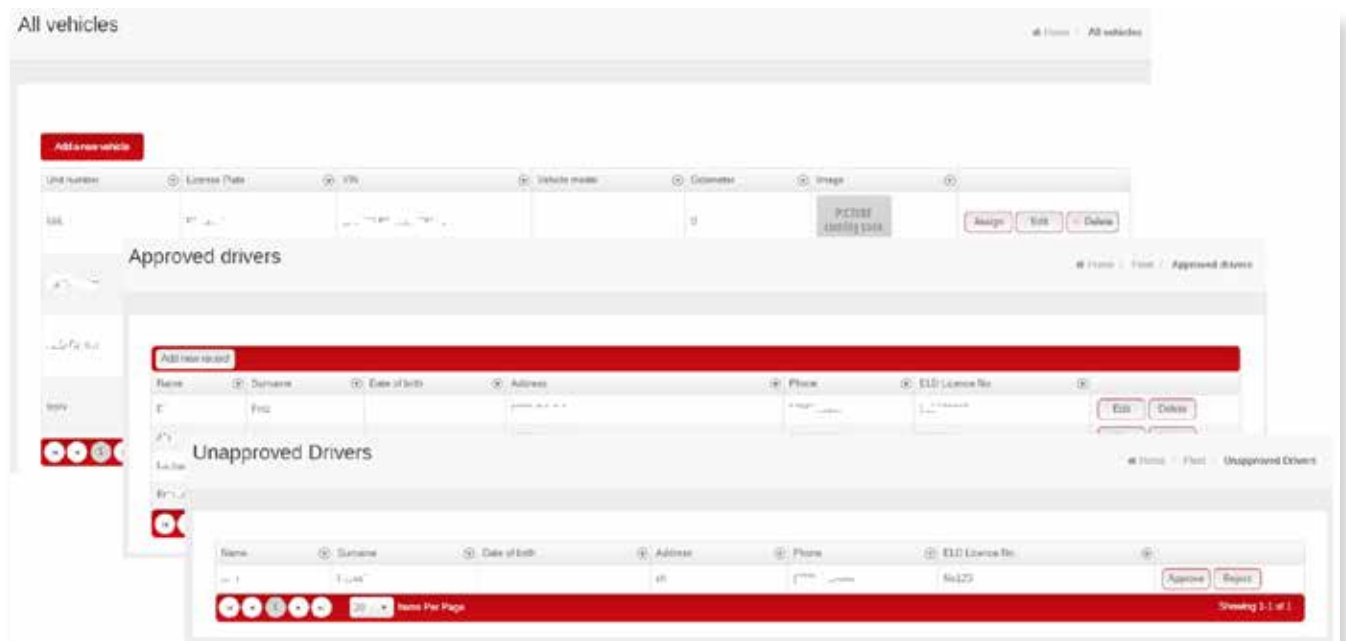 All vehicles
Home / All vehicles
Add a new vehicle
Unit number License Plate VIN Vehicle model Odometer Image
0 PICTURE coming soon Assign Edit Delete
Approved drivers
Home / Fleet / Approved drivers
Add new record
Name Surname Date of birth Address Phone ELD Licence No.
Edit Delete
Unapproved Drivers
Home / Fleet / Unapproved Drivers
Name Surname Date of birth Address Phone ELD Licence No.
No123 Approve Reject
1 20 Items Per Page Showing 1-1 of 1